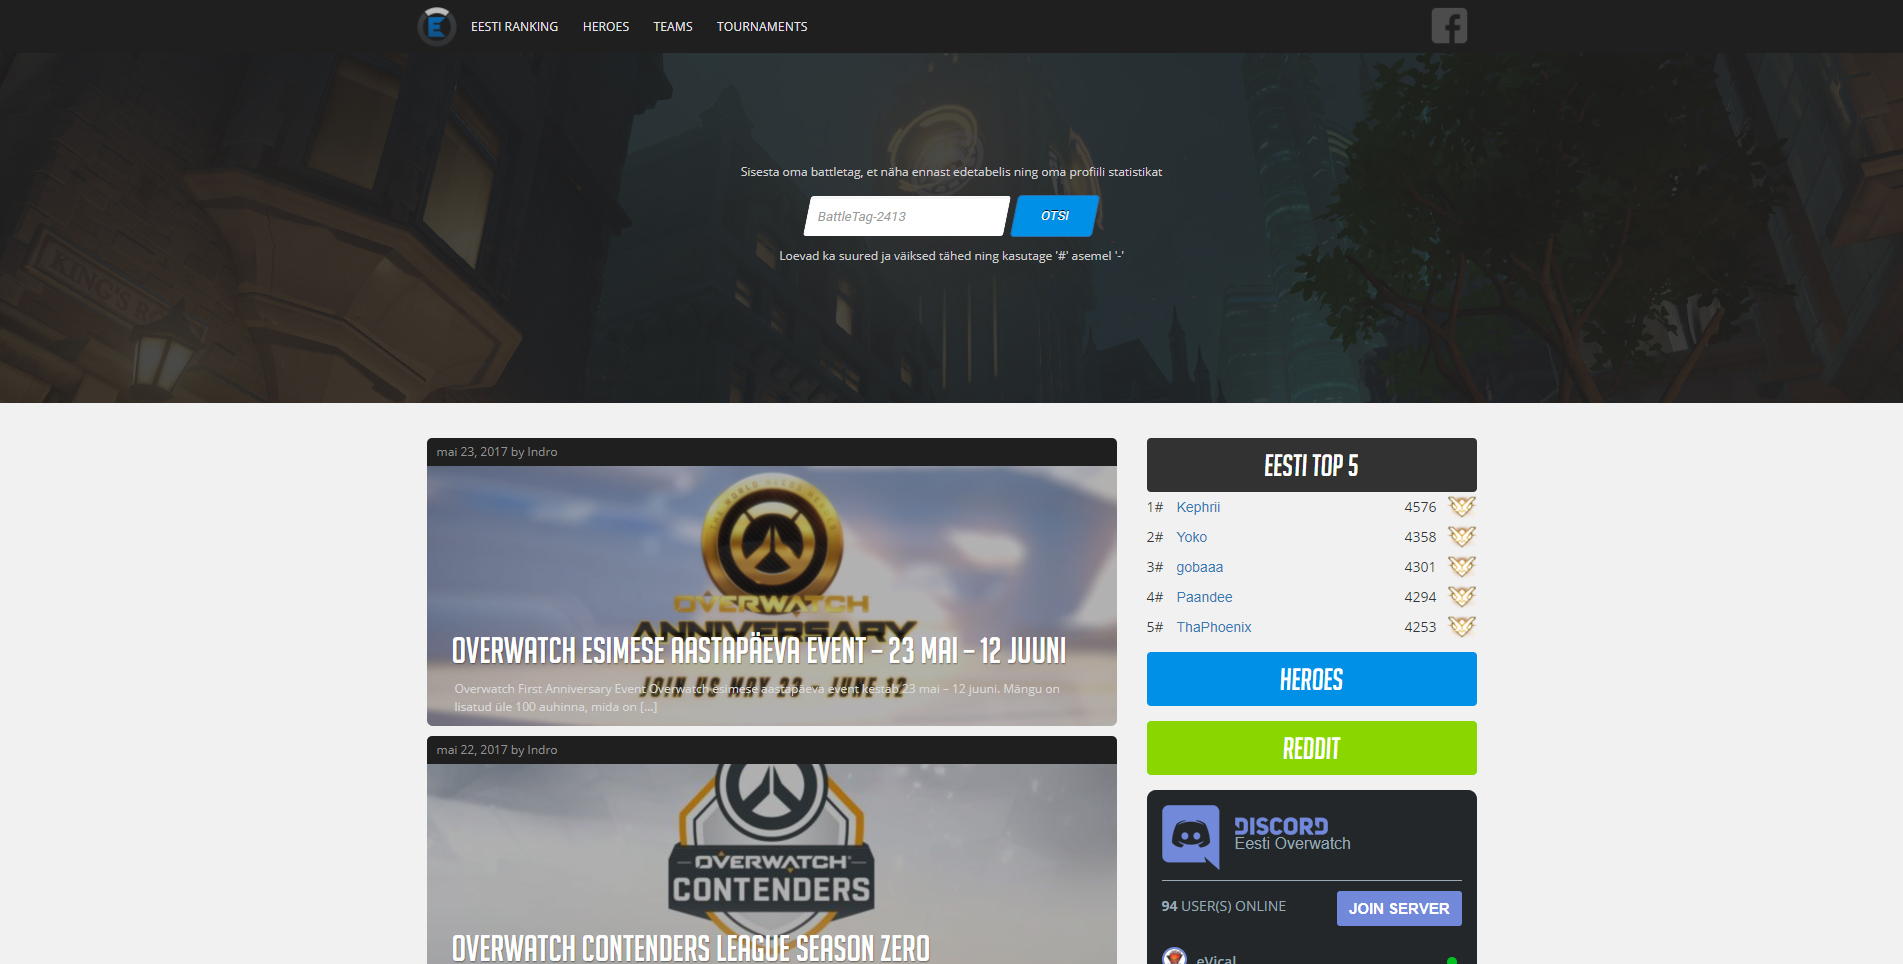 EESTI RANKING HEROES TEAMS TOURNAMENTS
Sisesta oma battletag, et näha ennast edetabelis ning oma profiili statistikat
BattleTag-2413 OTSI
Loevad ka suured ja väiksed tähed ning kasutage '#' asemel '-'
KING'S R
mai 23, 2017 by Indro
THE WORLD NEEDS HEROES
OVERWATCH
ANNIVERSARY
OVERWATCH ESIMESE AASTAPÄEVA EVENT – 23 MAI – 12 JUUNI
JOIN US MAY 23 - JUNE 12
Overwatch First Anniversary Event Overwatch esimese aastapäeva event kestab 23 mai – 12 juuni. Mängu on
lisatud üle 100 auhinna, mida on [...]
mai 22, 2017 by Indro
OVERWATCH
CONTENDERS
OVERWATCH CONTENDERS LEAGUE SEASON ZERO
EESTI TOP 5
1# Kephrii 4576
2# Yoko 4358
3# gobaaa 4301
4# Paandee 4294
5# ThaPhoenix 4253
HEROES
REDDIT
DISCORD
Eesti Overwatch
94 USER(S) ONLINE JOIN SERVER
eVical